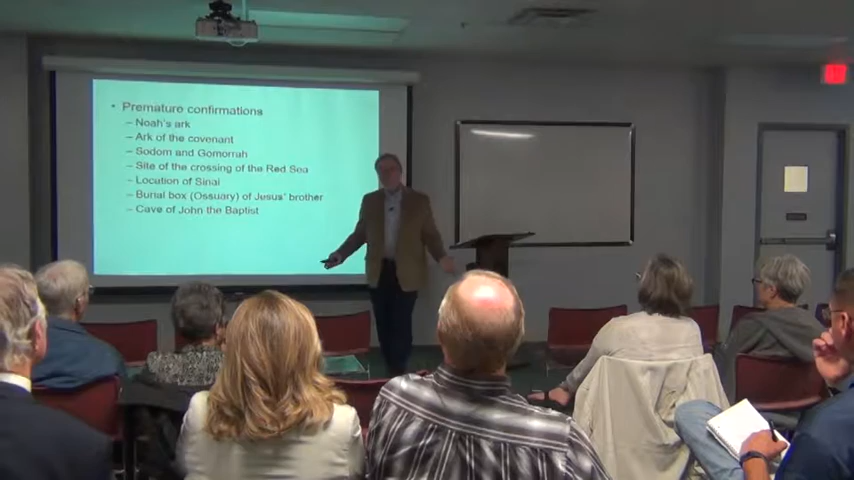 • Premature confirmations
– Noah's ark
– Ark of the covenant
– Sodom and Gomorrah
– Site of the crossing of the Red Sea
– Location of Sinai
– Burial box (Ossuary) of Jesus' brother
– Cave of John the Baptist
EXIT